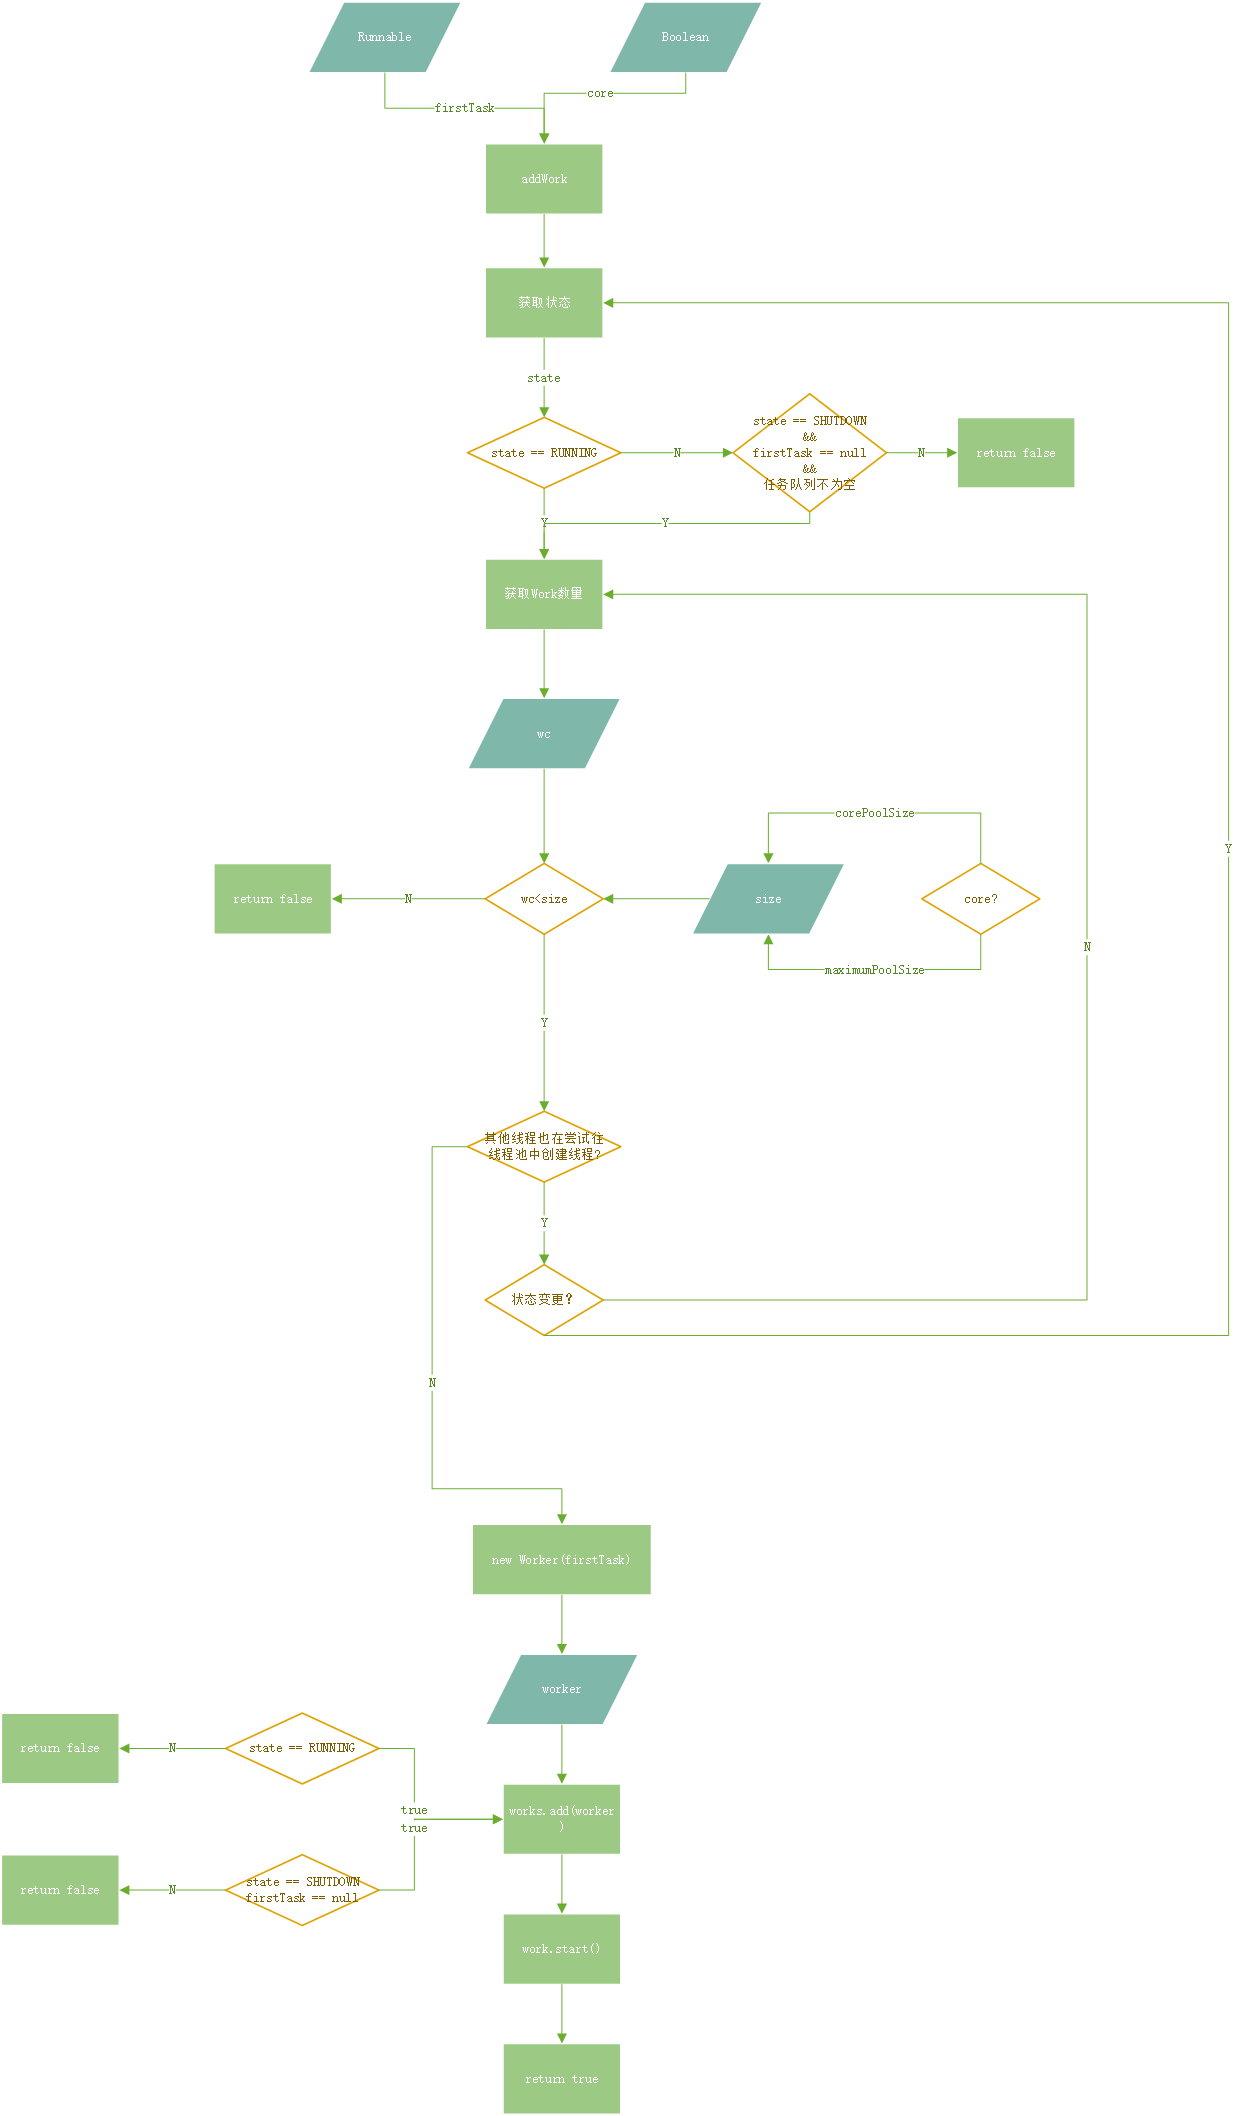 Runnable
Boolean
core
firstTask
addWork
获取状态
state
state == RUNNING
N
state == SHUTDOWN
&&
firstTask == null
&&
任务队列不为空
N
return false
Y
Y
获取Work数量
wc
corePoolSize
Y
return false
N
wc<size
size
core?
N
maximumPoolSize
Y
其他线程也在尝试往
线程池中创建线程?
Y
状态变更?
N
new Worker(firstTask)
worker
return false
N
state == RUNNING
true
works.add(worker
)
true
return false
N
state == SHUTDOWN
firstTask == null
work.start()
return true